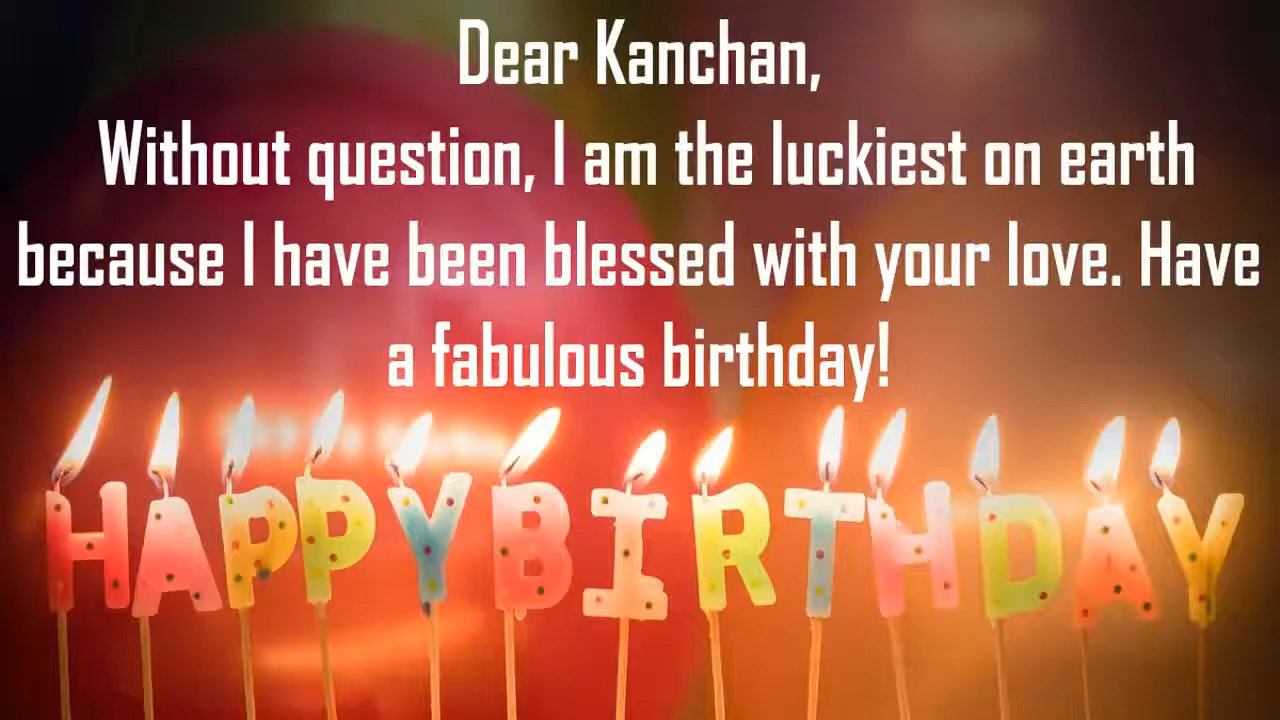 Dear Kanchan,
Without question, I am the luckiest on earth
because I have been blessed with your love. Have
a fabulous birthday!
HAPPYBIRTHDAY